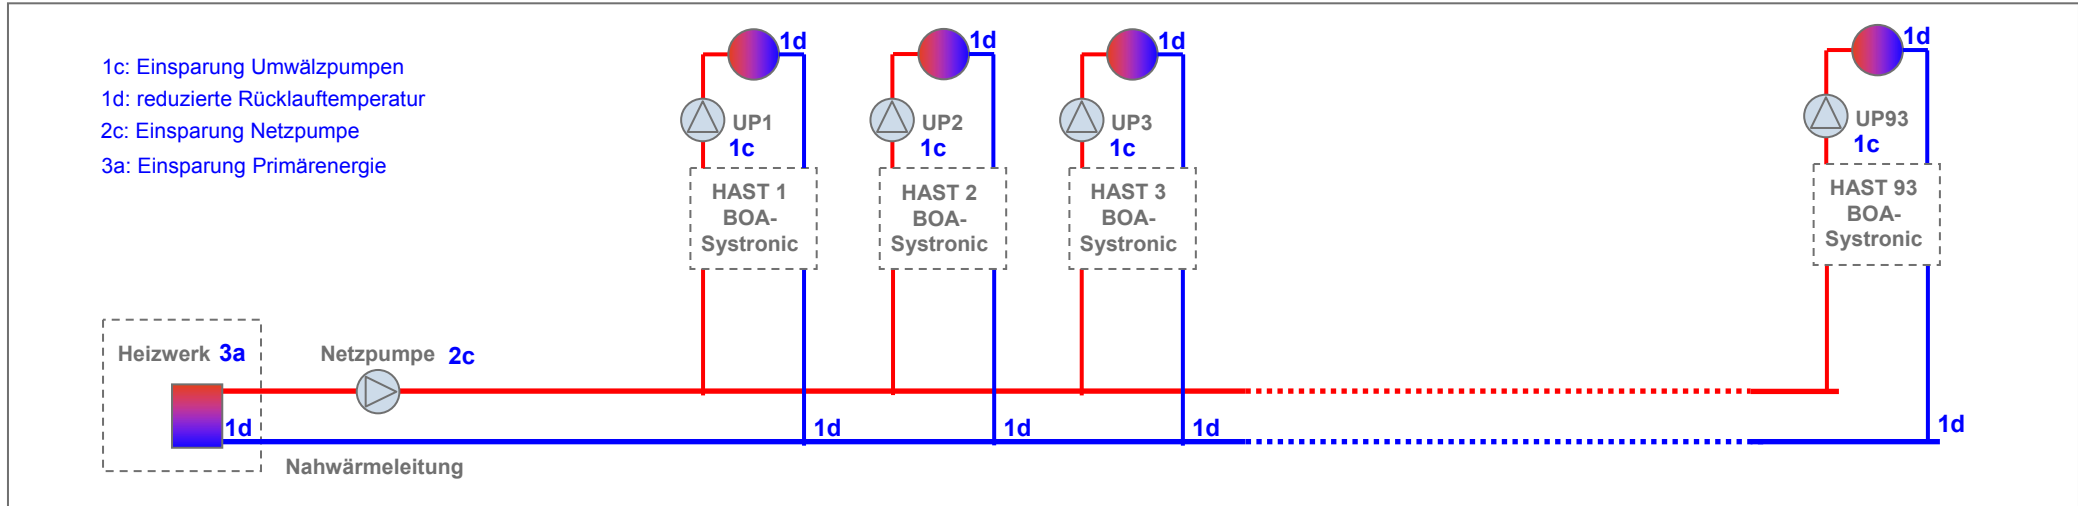 1c: Einsparung Umwälzpumpen
1d: reduzierte Rücklauftemperatur
2c: Einsparung Netzpumpe
3a: Einsparung Primärenergie
1d
1d
1d
1d
UP1
1c
UP2
1c
UP3
1c
UP93
1c
HAST 1
BOA-
Systronic
HAST 2
BOA-
Systronic
HAST 3
BOA-
Systronic
HAST 93
BOA-
Systronic
Heizwerk 3a
Netzpumpe 2c
1d
1d
1d
1d
1d
Nahwärmeleitung